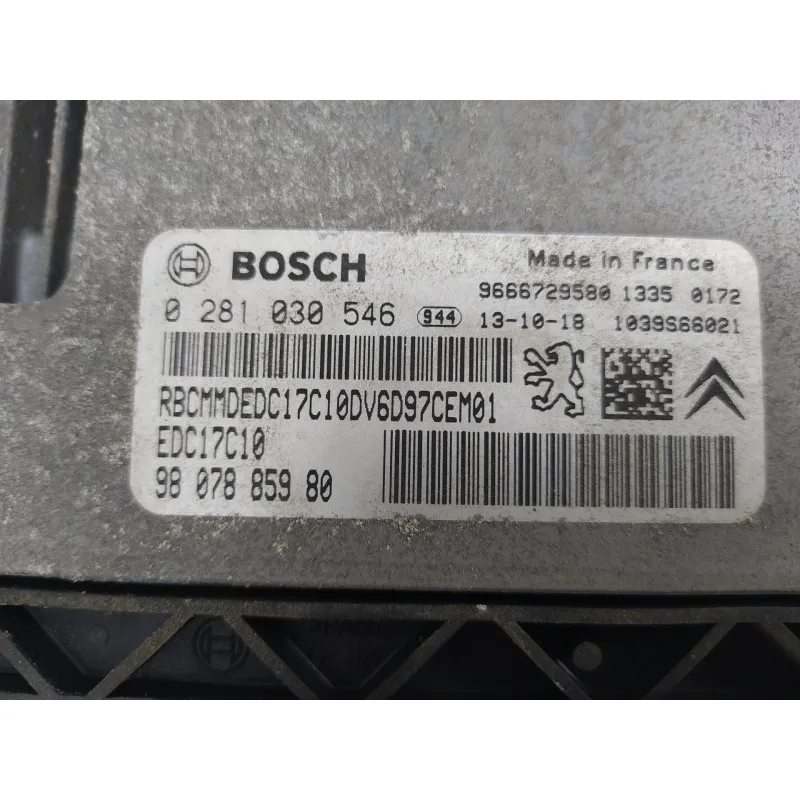 BOSCH
Made in France
9666729580 1335 0172
0 281 030 546 944 13-10-18 1039S66021
RBCMMDEDC17C10DV6D97CEM01
EDC17C10
98 078 859 80